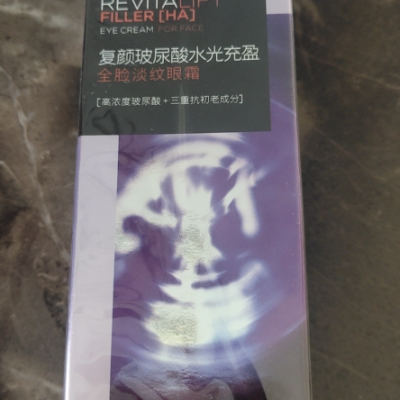 REVITALIFT
FILLER [HA]
EYE CREAM FOR FACE
复颜玻尿酸水光充盈
全脸淡纹眼霜
[高浓度玻尿酸+三重抗初老成分]